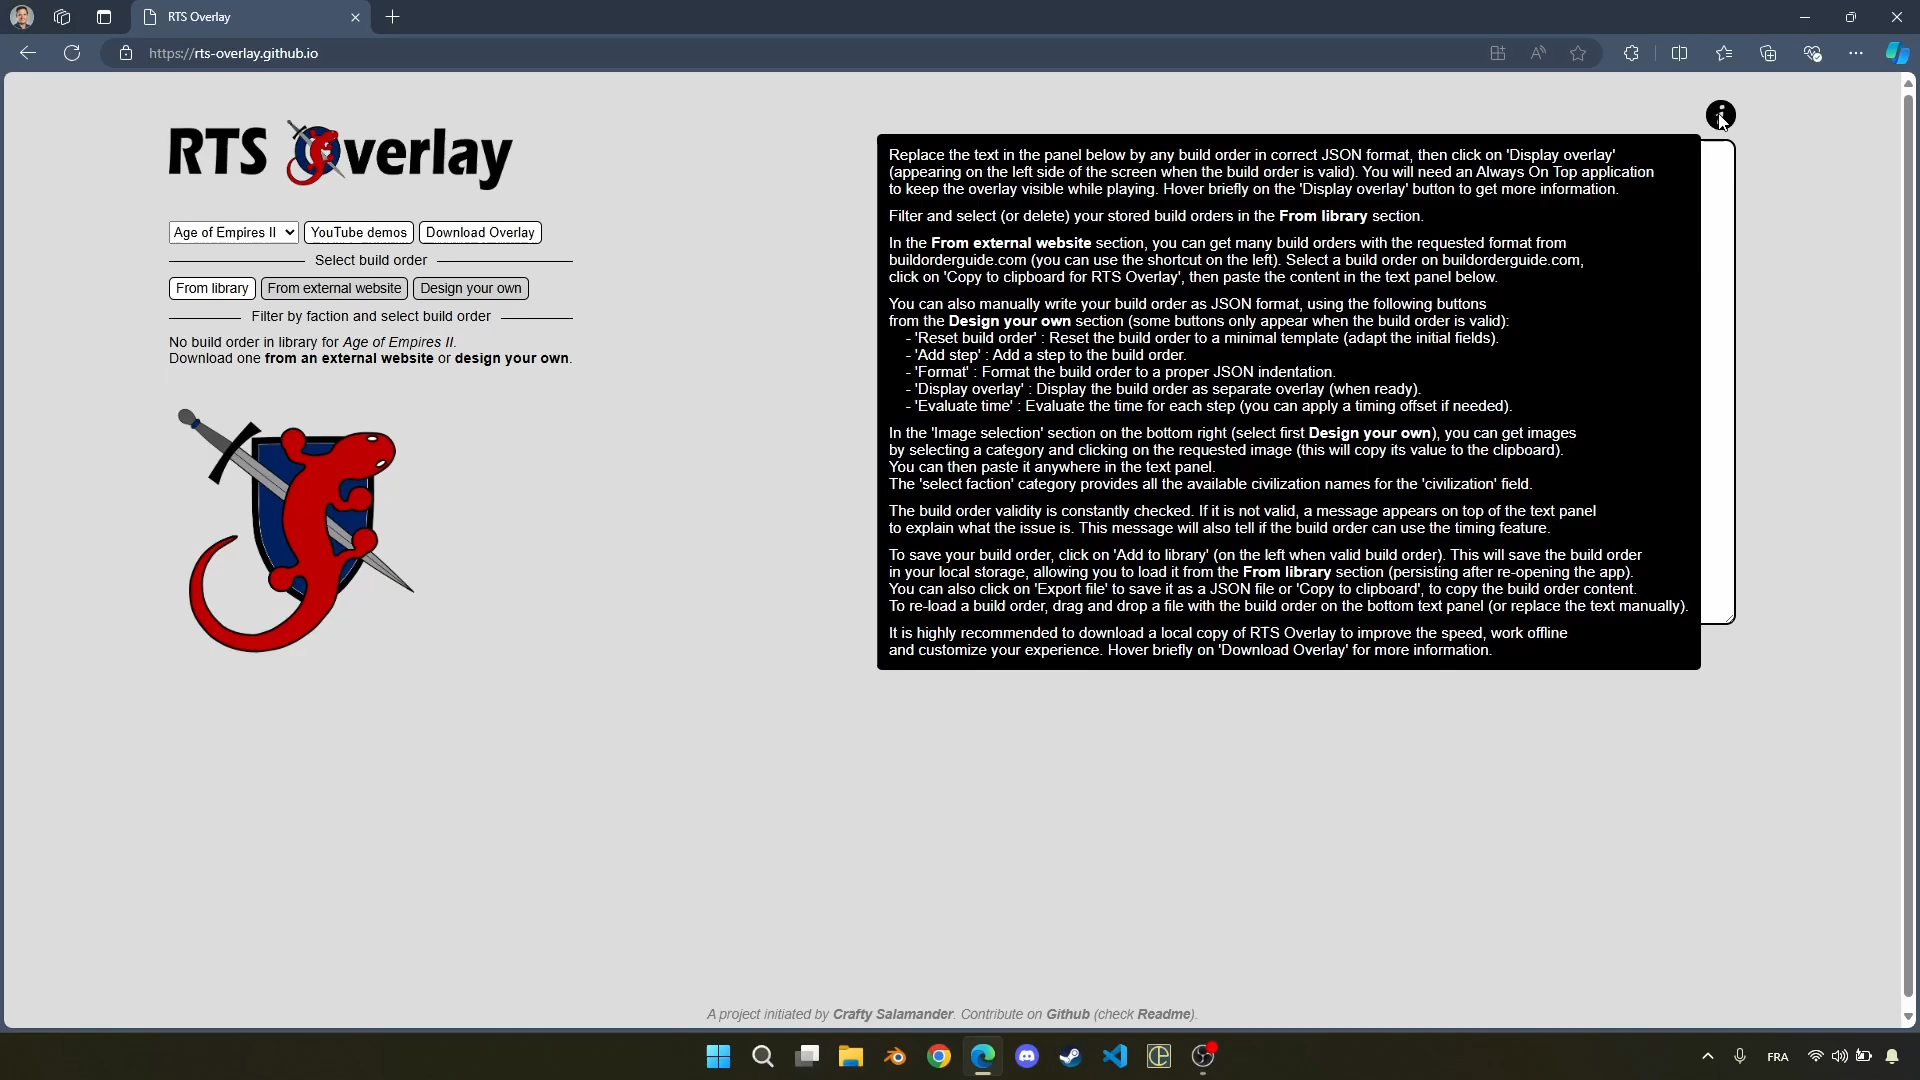 RTS Overlay
https://rts-overlay.github.io
RTS Overlay
Age of Empires II
YouTube demos
Download Overlay
Select build order
From library
From external website
Design your own
Filter by faction and select build order
No build order in library for Age of Empires II.
Download one from an external website or design your own.
Replace the text in the panel below by any build order in correct JSON format, then click on 'Display overlay'
(appearing on the left side of the screen when the build order is valid). You will need an Always On Top application
to keep the overlay visible while playing. Hover briefly on the 'Display overlay' button to get more information.
Filter and select (or delete) your stored build orders in the From library section.
In the From external website section, you can get many build orders with the requested format from
buildorderguide.com (you can use the shortcut on the left). Select a build order on buildorderguide.com,
click on 'Copy to clipboard for RTS Overlay', then paste the content in the text panel below.
You can also manually write your build order as JSON format, using the following buttons
from the Design your own section (some buttons only appear when the build order is valid):
- 'Reset build order' : Reset the build order to a minimal template (adapt the initial fields).
- 'Add step' : Add a step to the build order.
- 'Format' : Format the build order to a proper JSON indentation.
- 'Display overlay' : Display the build order as separate overlay (when ready).
- 'Evaluate time' : Evaluate the time for each step (you can apply a timing offset if needed).
In the 'Image selection' section on the bottom right (select first Design your own), you can get images
by selecting a category and clicking on the requested image (this will copy its value to the clipboard).
You can then paste it anywhere in the text panel.
The 'select faction' category provides all the available civilization names for the 'civilization' field.
The build order validity is constantly checked. If it is not valid, a message appears on top of the text panel
to explain what the issue is. This message will also tell if the build order can use the timing feature.
To save your build order, click on 'Add to library' (on the left when valid build order). This will save the build order
in your local storage, allowing you to load it from the From library section (persisting after re-opening the app).
You can also click on 'Export file' to save it as a JSON file or 'Copy to clipboard', to copy the build order content.
To re-load a build order, drag and drop a file with the build order on the bottom text panel (or replace the text manually).
It is highly recommended to download a local copy of RTS Overlay to improve the speed, work offline
and customize your experience. Hover briefly on 'Download Overlay' for more information.
A project initiated by Crafty Salamander. Contribute on Github (check Readme).
FRA